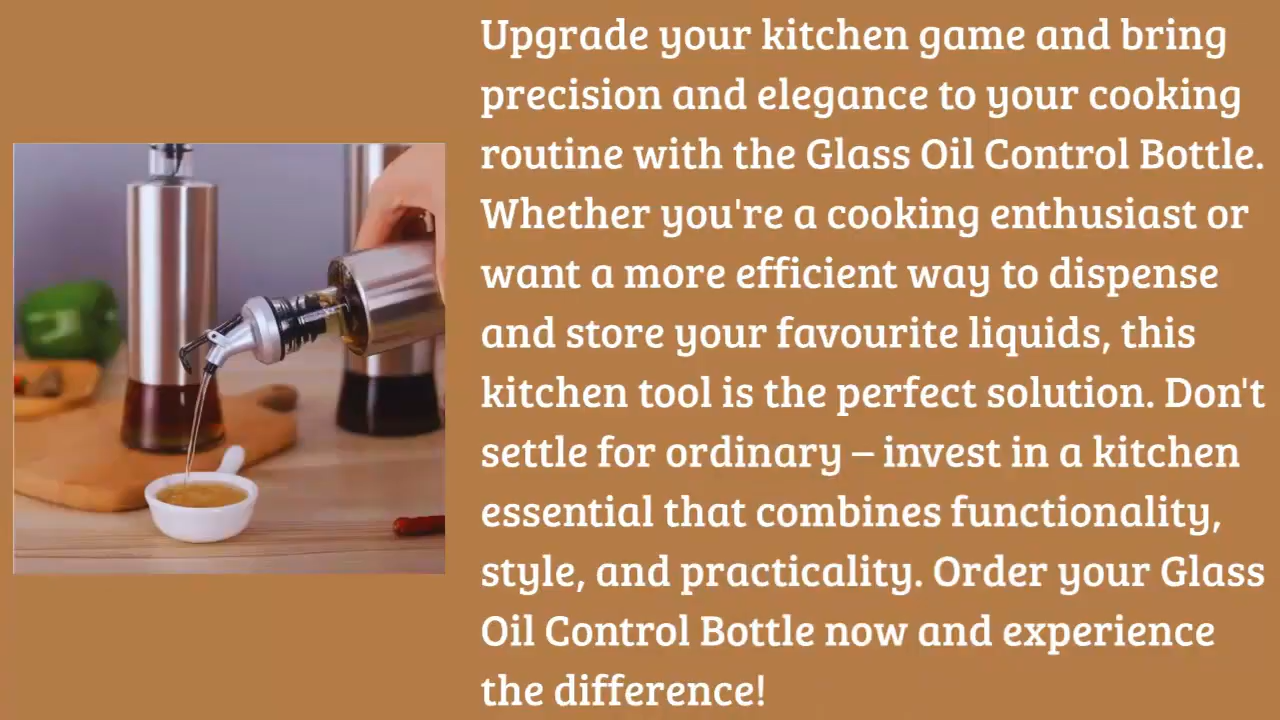 Upgrade your kitchen game and bring
precision and elegance to your cooking
routine with the Glass Oil Control Bottle.
Whether you're a cooking enthusiast or
want a more efficient way to dispense
and store your favourite liquids, this
kitchen tool is the perfect solution. Don't
settle for ordinary – invest in a kitchen
essential that combines functionality,
style, and practicality. Order your Glass
Oil Control Bottle now and experience
the difference!